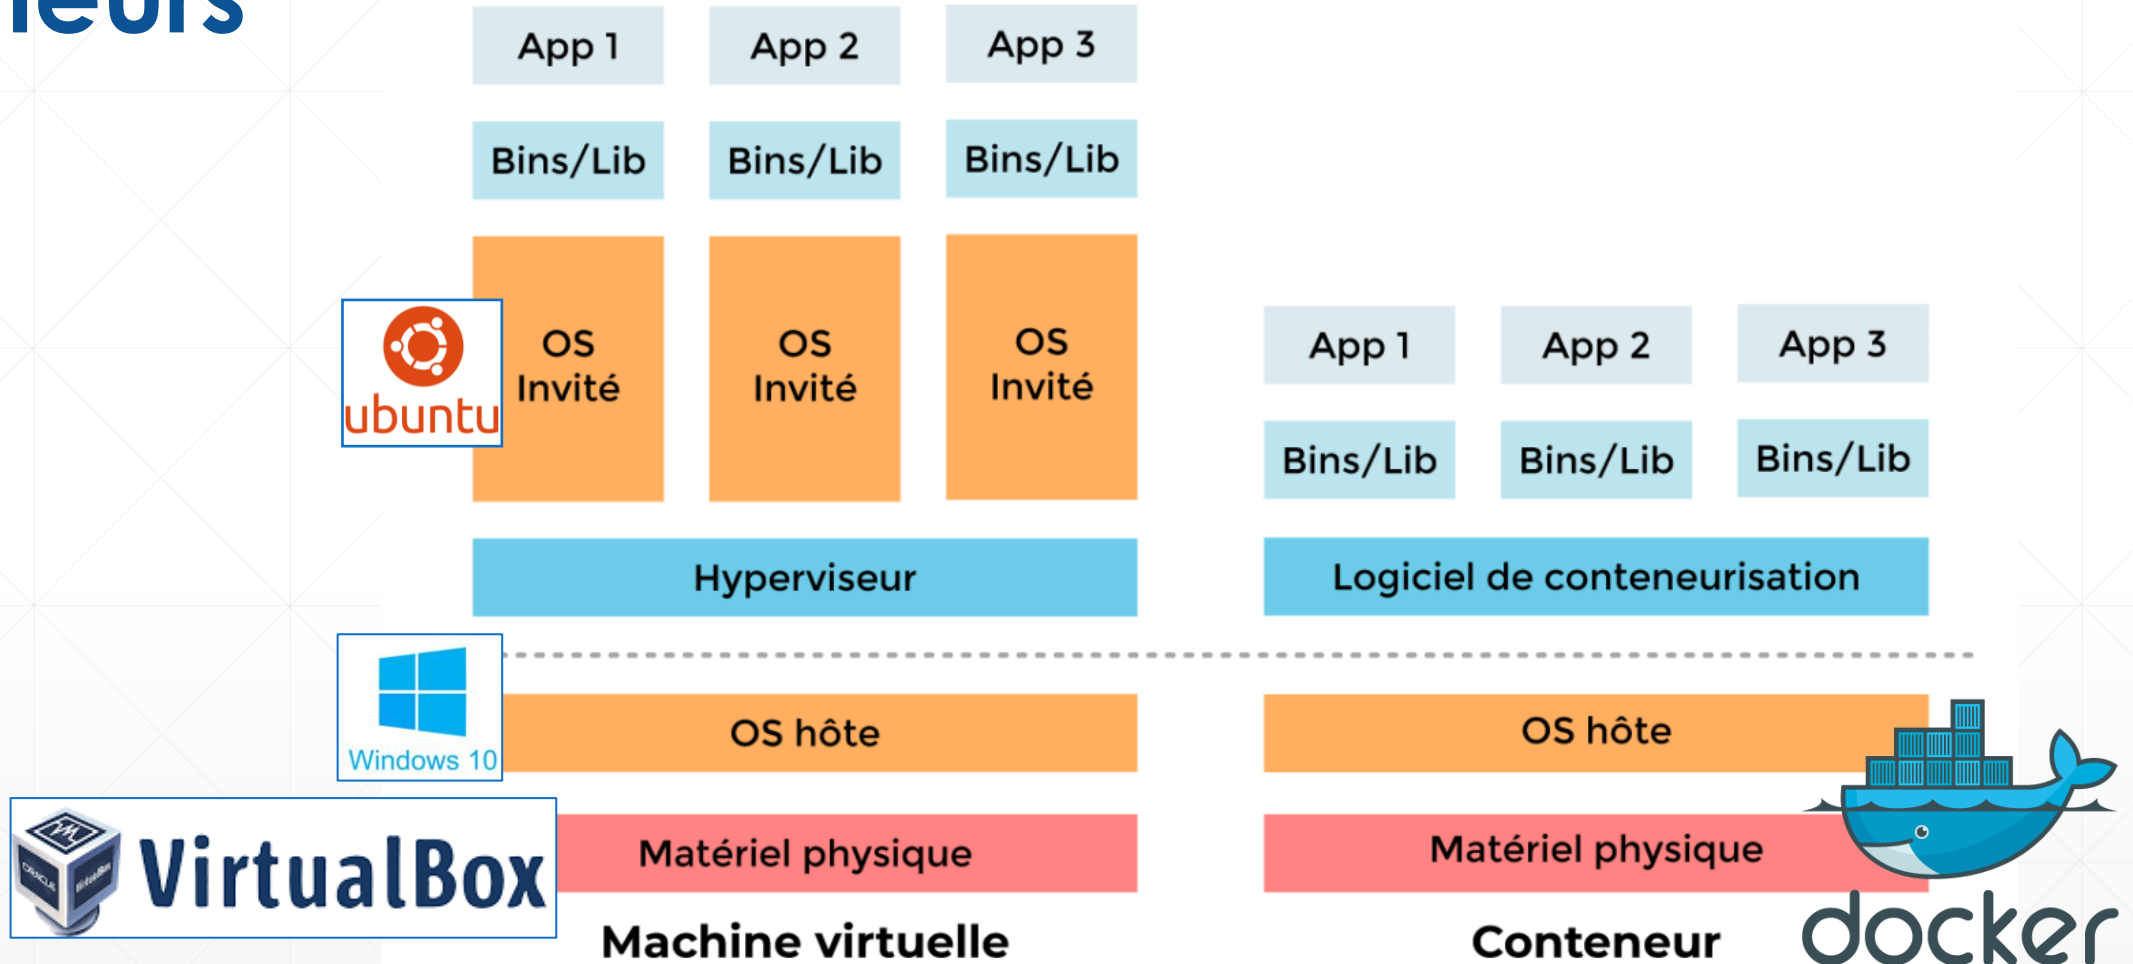 App 1
App 2
App 3
Bins/Lib
Bins/Lib
Bins/Lib
ubuntu
OS
Invité
OS
Invité
OS
Invité
Hyperviseur
Windows 10
OS hôte
VirtualBox
Matériel physique
Machine virtuelle
App 1
App 2
App 3
Bins/Lib
Bins/Lib
Bins/Lib
Logiciel de conteneurisation
OS hôte
Matériel physique
Conteneur
docker